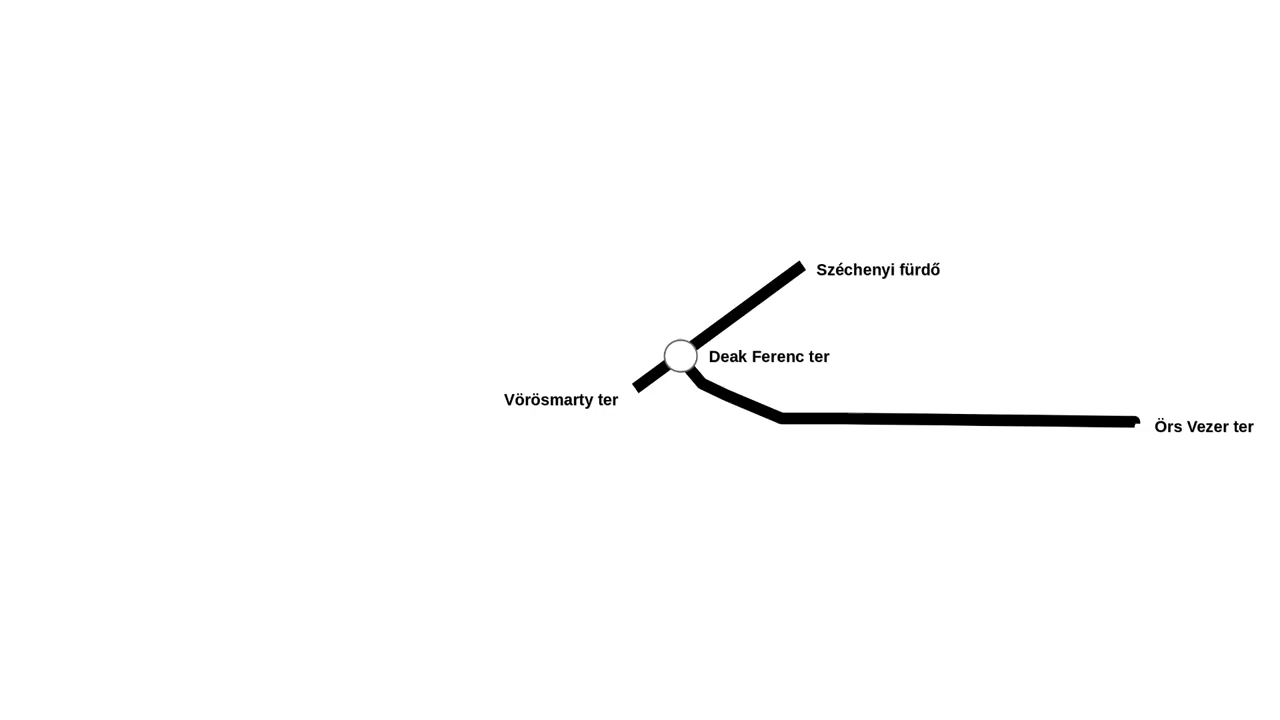 Széchenyi fürdő
Deak Ferenc ter
Vörösmarty ter
Örs Vezer ter